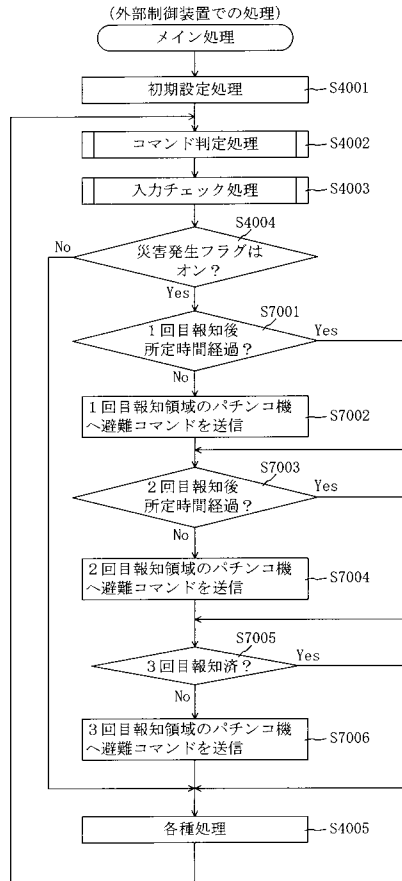 (外部制御装置での処理)
メイン処理
初期設定処理
S4001
コマンド判定処理
S4002
入力チェック処理
S4003
S4004
No
災害発生フラグは
オン?
Yes
S7001
1回目報知後
所定時間経過?
Yes
No
1回目報知領域のパチンコ機
へ避難コマンドを送信
S7002
S7003
2回目報知後
所定時間経過?
Yes
No
2回目報知領域のパチンコ機
へ避難コマンドを送信
S7004
S7005
3回目報知済?
Yes
No
3回目報知領域のパチンコ機
へ避難コマンドを送信
S7006
各種処理
S4005